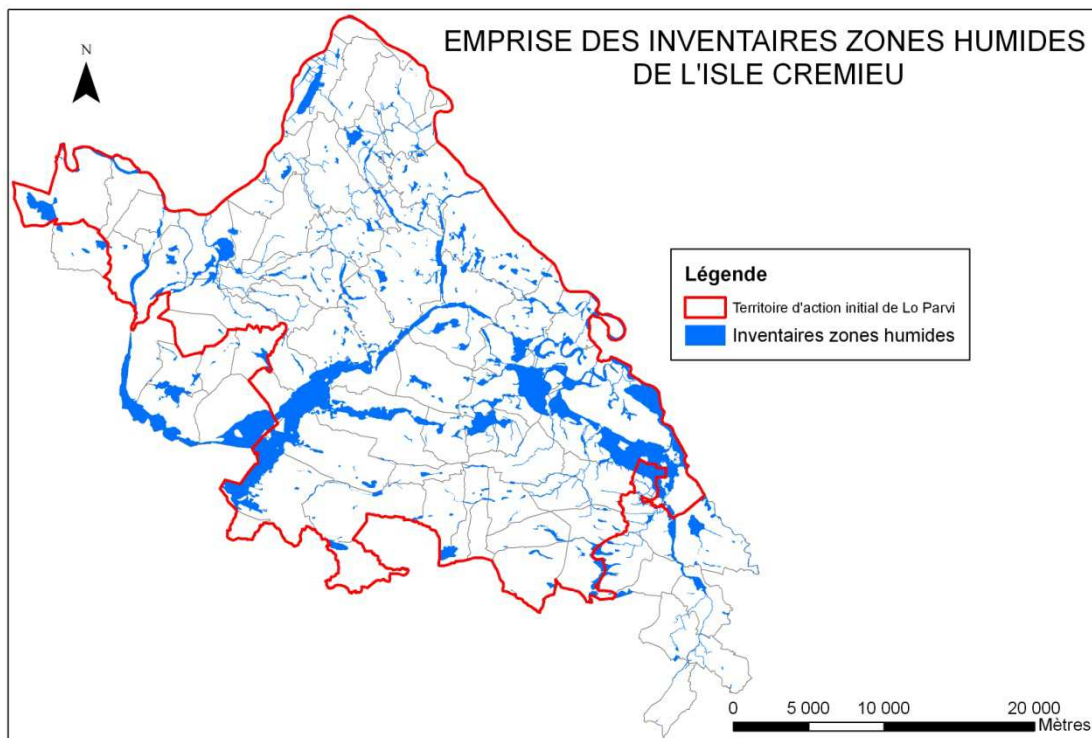 EMPRISE DES INVENTAIRES ZONES HUMIDES
DE L'ISLE CREMIEU
N
Légende
Territoire d'action initial de Lo Parvi
Inventaires zones humides
0 5 000 10 000 20 000
Mètres